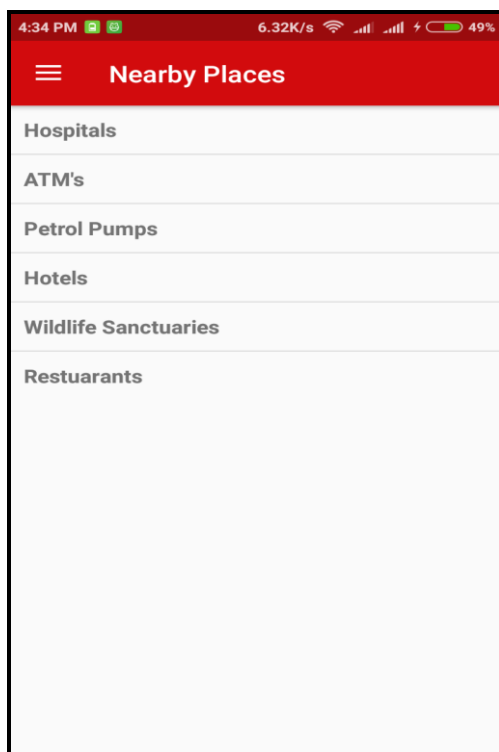 4:34 PM 6.32K/s 49%
Nearby Places
Hospitals
ATM's
Petrol Pumps
Hotels
Wildlife Sanctuaries
Restuarants